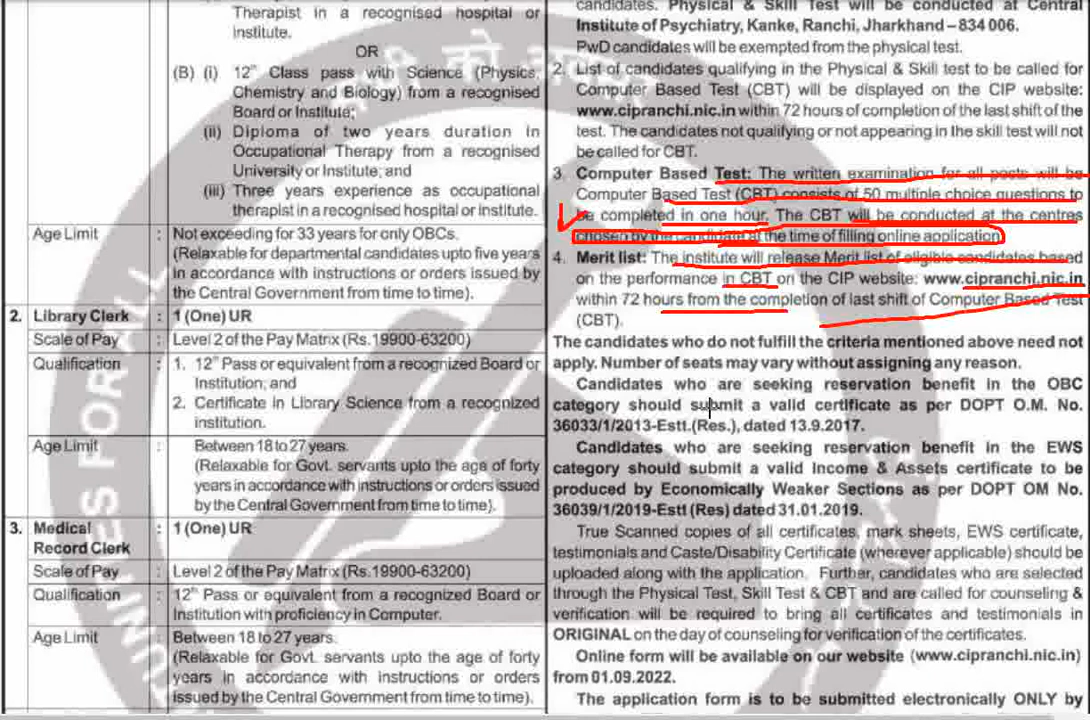 Therapist in a recognised hospital or
institute.
OR
(B) (i) 12th Class pass with Science (Physics,
Chemistry and Biology) from a recognised
Board or Institute;
(ii) Diploma of two years duration in
Occupational Therapy from a recognised
University or Institute; and
(iii) Three years experience as occupational
therapist in a recognised hospital or institute.
Age Limit : Not exceeding for 33 years for only OBCs.
(Relaxable for departmental candidates upto five years
in accordance with instructions or orders issued by
the Central Government from time to time).
2. Library Clerk : 1 (One) UR
Scale of Pay : Level 2 of the Pay Matrix (Rs.19900-63200)
Qualification : 1. 12th Pass or equivalent from a recognized Board or
Institution; and
2. Certificate in Library Science from a recognized
institution.
Age Limit : Between 18 to 27 years.
(Relaxable for Govt. servants upto the age of forty
years in accordance with instructions or orders issued
by the Central Government from time to time).
3. Medical : 1 (One) UR
Record Clerk
Scale of Pay : Level 2 of the Pay Matrix (Rs.19900-63200)
Qualification : 12th Pass or equivalent from a recognized Board or
Institution with proficiency in Computer.
Age Limit : Between 18 to 27 years.
(Relaxable for Govt. servants upto the age of forty
years in accordance with instructions or orders
issued by the Central Government from time to time).
candidates. Physical & Skill Test will be conducted at Central
Institute of Psychiatry, Kanke, Ranchi, Jharkhand – 834 006.
PwD candidates will be exempted from the physical test.
2. List of candidates qualifying in the Physical & Skill test to be called for
Computer Based Test (CBT) will be displayed on the CIP website:
www.cipranchi.nic.in within 72 hours of completion of the last shift of the
test. The candidates not qualifying or not appearing in the skill test will not
be called for CBT.
3. Computer Based Test: The written examination for all posts will be
Computer Based Test (CBT) consists of 50 multiple choice questions to
be completed in one hour. The CBT will be conducted at the centres
chosen by the candidate at the time of filling online application.
4. Merit list: The institute will release Merit list of eligible candidates based
on the performance in CBT on the CIP website: www.cipranchi.nic.in
within 72 hours from the completion of last shift of Computer Based Test
(CBT).
The candidates who do not fulfill the criteria mentioned above need not
apply. Number of seats may vary without assigning any reason.
Candidates who are seeking reservation benefit in the OBC
category should submit a valid certificate as per DOPT O.M. No.
36033/1/2013-Estt.(Res.), dated 13.9.2017.
Candidates who are seeking reservation benefit in the EWS
category should submit a valid Income & Assets certificate to be
produced by Economically Weaker Sections as per DOPT OM No.
36039/1/2019-Estt (Res) dated 31.01.2019.
True Scanned copies of all certificates, mark sheets, EWS certificate,
testimonials and Caste/Disability Certificate (wherever applicable) should be
uploaded along with the application. Further, candidates who are selected
through the Physical Test, Skill Test & CBT and are called for counseling &
verification will be required to bring all certificates and testimonials in
ORIGINAL on the day of counseling for verification of the certificates.
Online form will be available on our website (www.cipranchi.nic.in)
from 01.09.2022.
The application form is to be submitted electronically ONLY by